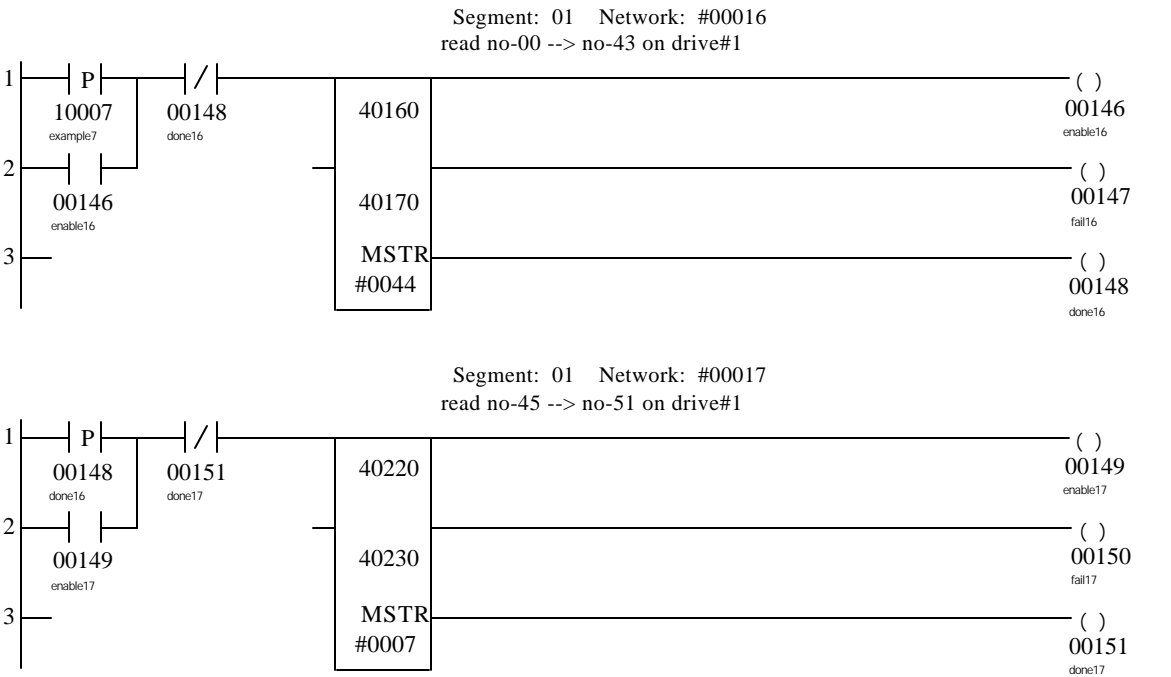 Segment: 01 Network: #00016
read no-00 --> no-43 on drive#1
1 P ( )
10007 00148 40160 00146
example7 done16 enable16
2 ( )
00146 40170 00147
enable16 fail16
3 MSTR ( )
#0044 00148
done16
Segment: 01 Network: #00017
read no-45 --> no-51 on drive#1
1 P ( )
00148 00151 40220 00149
done16 done17 enable17
2 ( )
00149 40230 00150
enable17 fail17
3 MSTR ( )
#0007 00151
done17